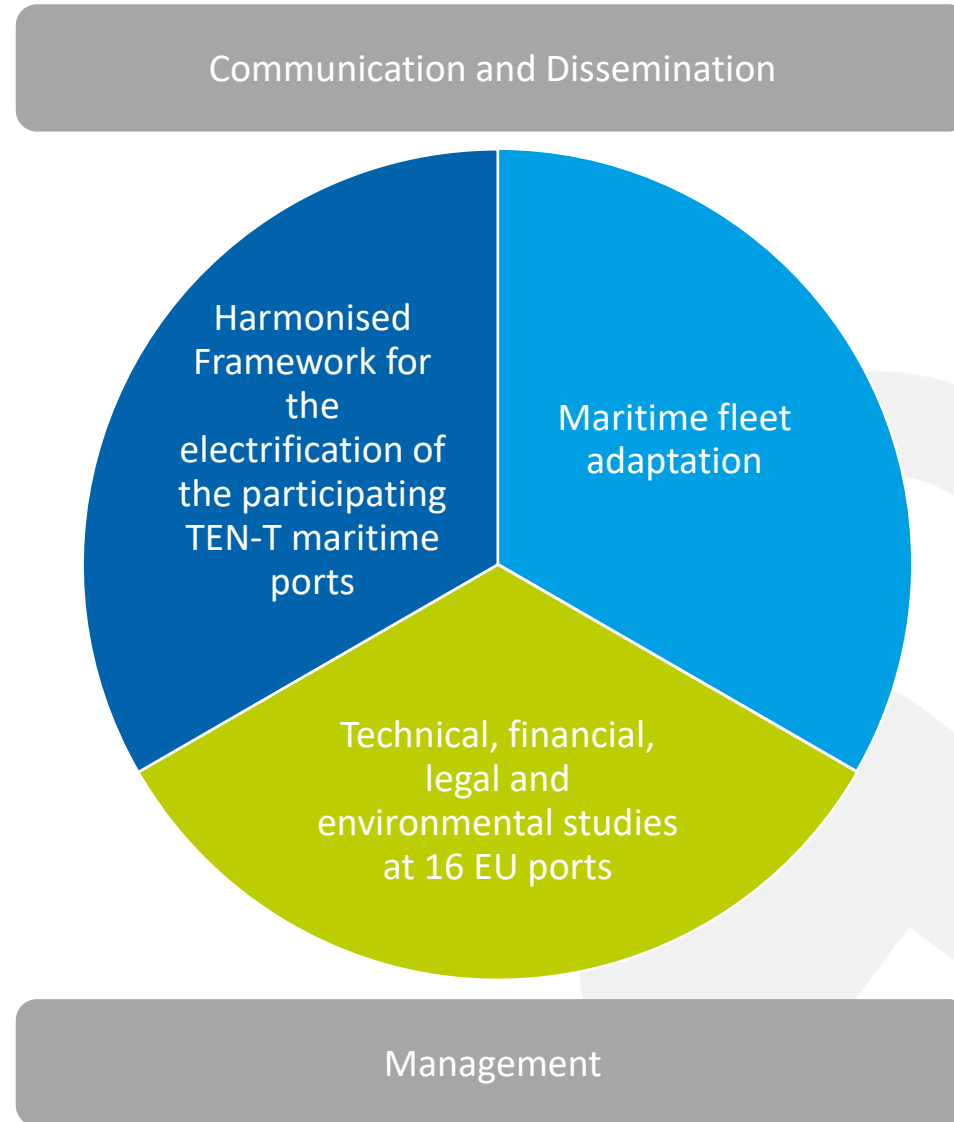 Communication and Dissemination
Harmonised
Framework for
the
electrification of
the participating
TEN-T maritime
ports
Maritime fleet
adaptation
Technical, financial,
legal and
environmental studies
at 16 EU ports
Management